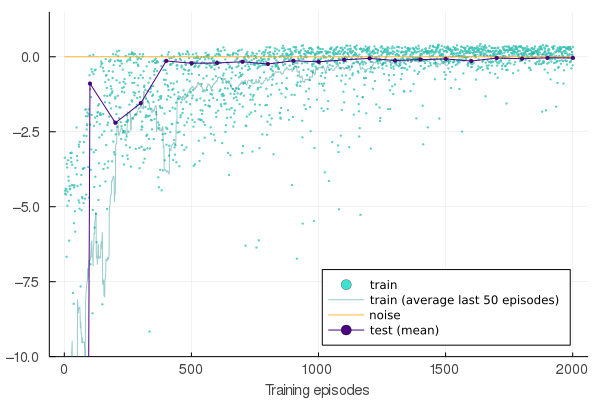 0.0
−2.5
−5.0
−7.5
−10.0
0
500
1000
1500
2000
Training episodes
train
train (average last 50 episodes)
noise
test (mean)